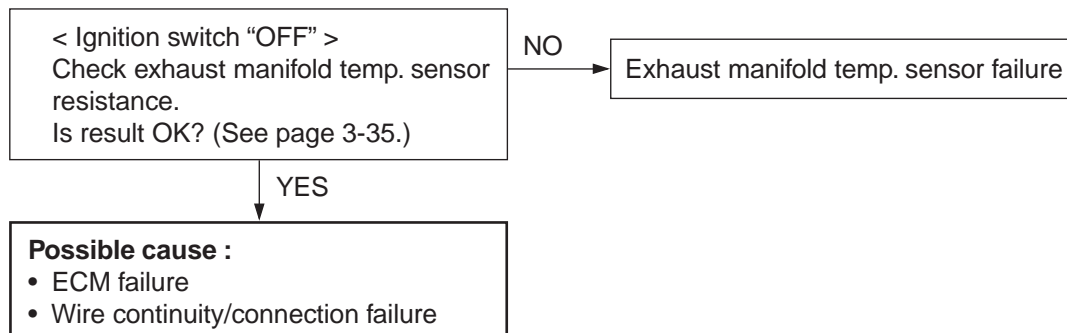 < Ignition switch “OFF” >
Check exhaust manifold temp. sensor
resistance.
Is result OK? (See page 3-35.)
NO
Exhaust manifold temp. sensor failure
YES
Possible cause :
• ECM failure
• Wire continuity/connection failure